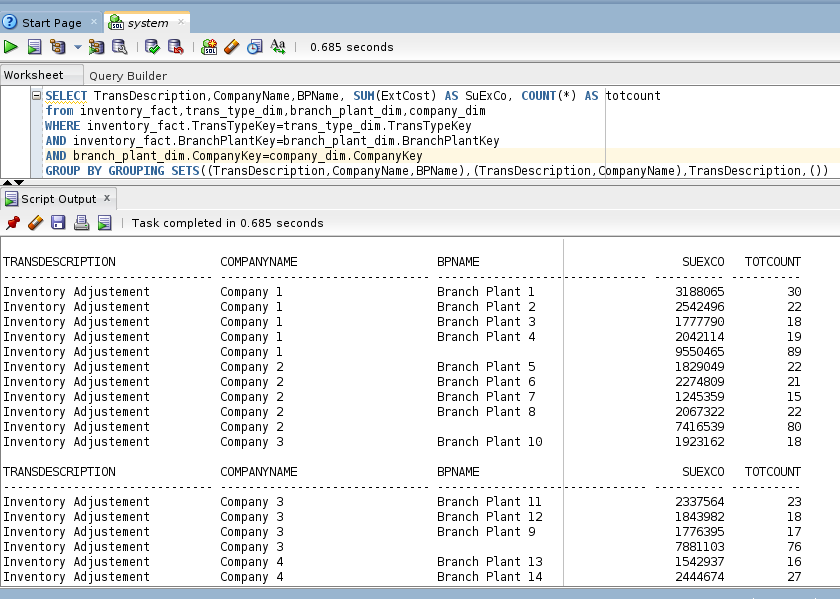 Start Page × system ×
0.685 seconds
Worksheet Query Builder
SELECT TransDescription,CompanyName,BPName, SUM(ExtCost) AS SuExCo, COUNT(*) AS totcount
from inventory_fact,trans_type_dim,branch_plant_dim,company_dim
WHERE inventory_fact.TransTypeKey=trans_type_dim.TransTypeKey
AND inventory_fact.BranchPlantKey=branch_plant_dim.BranchPlantKey
AND branch_plant_dim.CompanyKey=company_dim.CompanyKey
GROUP BY GROUPING SETS((TransDescription,CompanyName,BPName),(TransDescription,CompanyName),TransDescription,())
Script Output ×
Task completed in 0.685 seconds
TRANSDESCRIPTION COMPANYNAME BPNAME SUEXCO TOTCOUNT
------------------------------ ------------------------------ ------------------------------ ---------- ----------
Inventory Adjustement Company 1 Branch Plant 1 3188065 30
Inventory Adjustement Company 1 Branch Plant 2 2542496 22
Inventory Adjustement Company 1 Branch Plant 3 1777790 18
Inventory Adjustement Company 1 Branch Plant 4 2042114 19
Inventory Adjustement Company 1 9550465 89
Inventory Adjustement Company 2 Branch Plant 5 1829049 22
Inventory Adjustement Company 2 Branch Plant 6 2274809 21
Inventory Adjustement Company 2 Branch Plant 7 1245359 15
Inventory Adjustement Company 2 Branch Plant 8 2067322 22
Inventory Adjustement Company 2 7416539 80
Inventory Adjustement Company 3 Branch Plant 10 1923162 18
TRANSDESCRIPTION COMPANYNAME BPNAME SUEXCO TOTCOUNT
------------------------------ ------------------------------ ------------------------------ ---------- ----------
Inventory Adjustement Company 3 Branch Plant 11 2337564 23
Inventory Adjustement Company 3 Branch Plant 12 1843982 18
Inventory Adjustement Company 3 Branch Plant 9 1776395 17
Inventory Adjustement Company 3 7881103 76
Inventory Adjustement Company 4 Branch Plant 13 1542937 16
Inventory Adjustement Company 4 Branch Plant 14 2444674 27